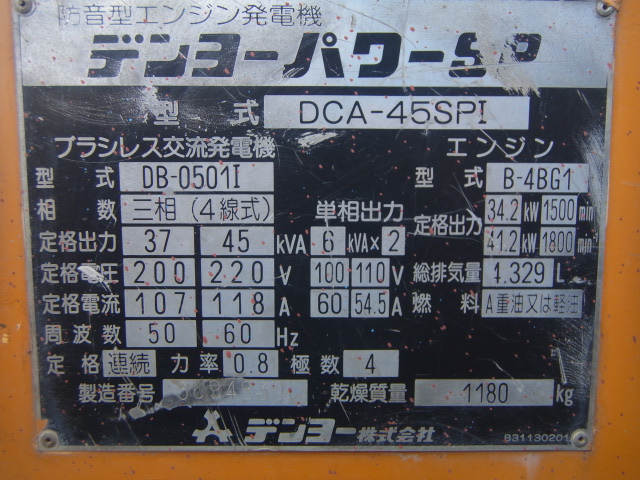 防音型エンジン発電機
デンヨーパワーSP
型式 DCA-45SPI
ブラシレス交流発電機 エンジン
型式 DB-0501I 型式 B-4BG1
相数 三相(4線式) 単相出力 定格出力 34.2 kW 1500 min
定格出力 37 45 kVA 6 kVA×2 41.2 kW 1800 min
定格電圧 200 220 V 100 110 V 総排気量 4.329 L
定格電流 107 118 A 60 54.5 A 燃料 A重油又は軽油
周波数 50 60 Hz
定格 連続 力率 0.8 極数 4
製造番号 乾燥質量 1180 kg
デンヨー株式会社 B31130201